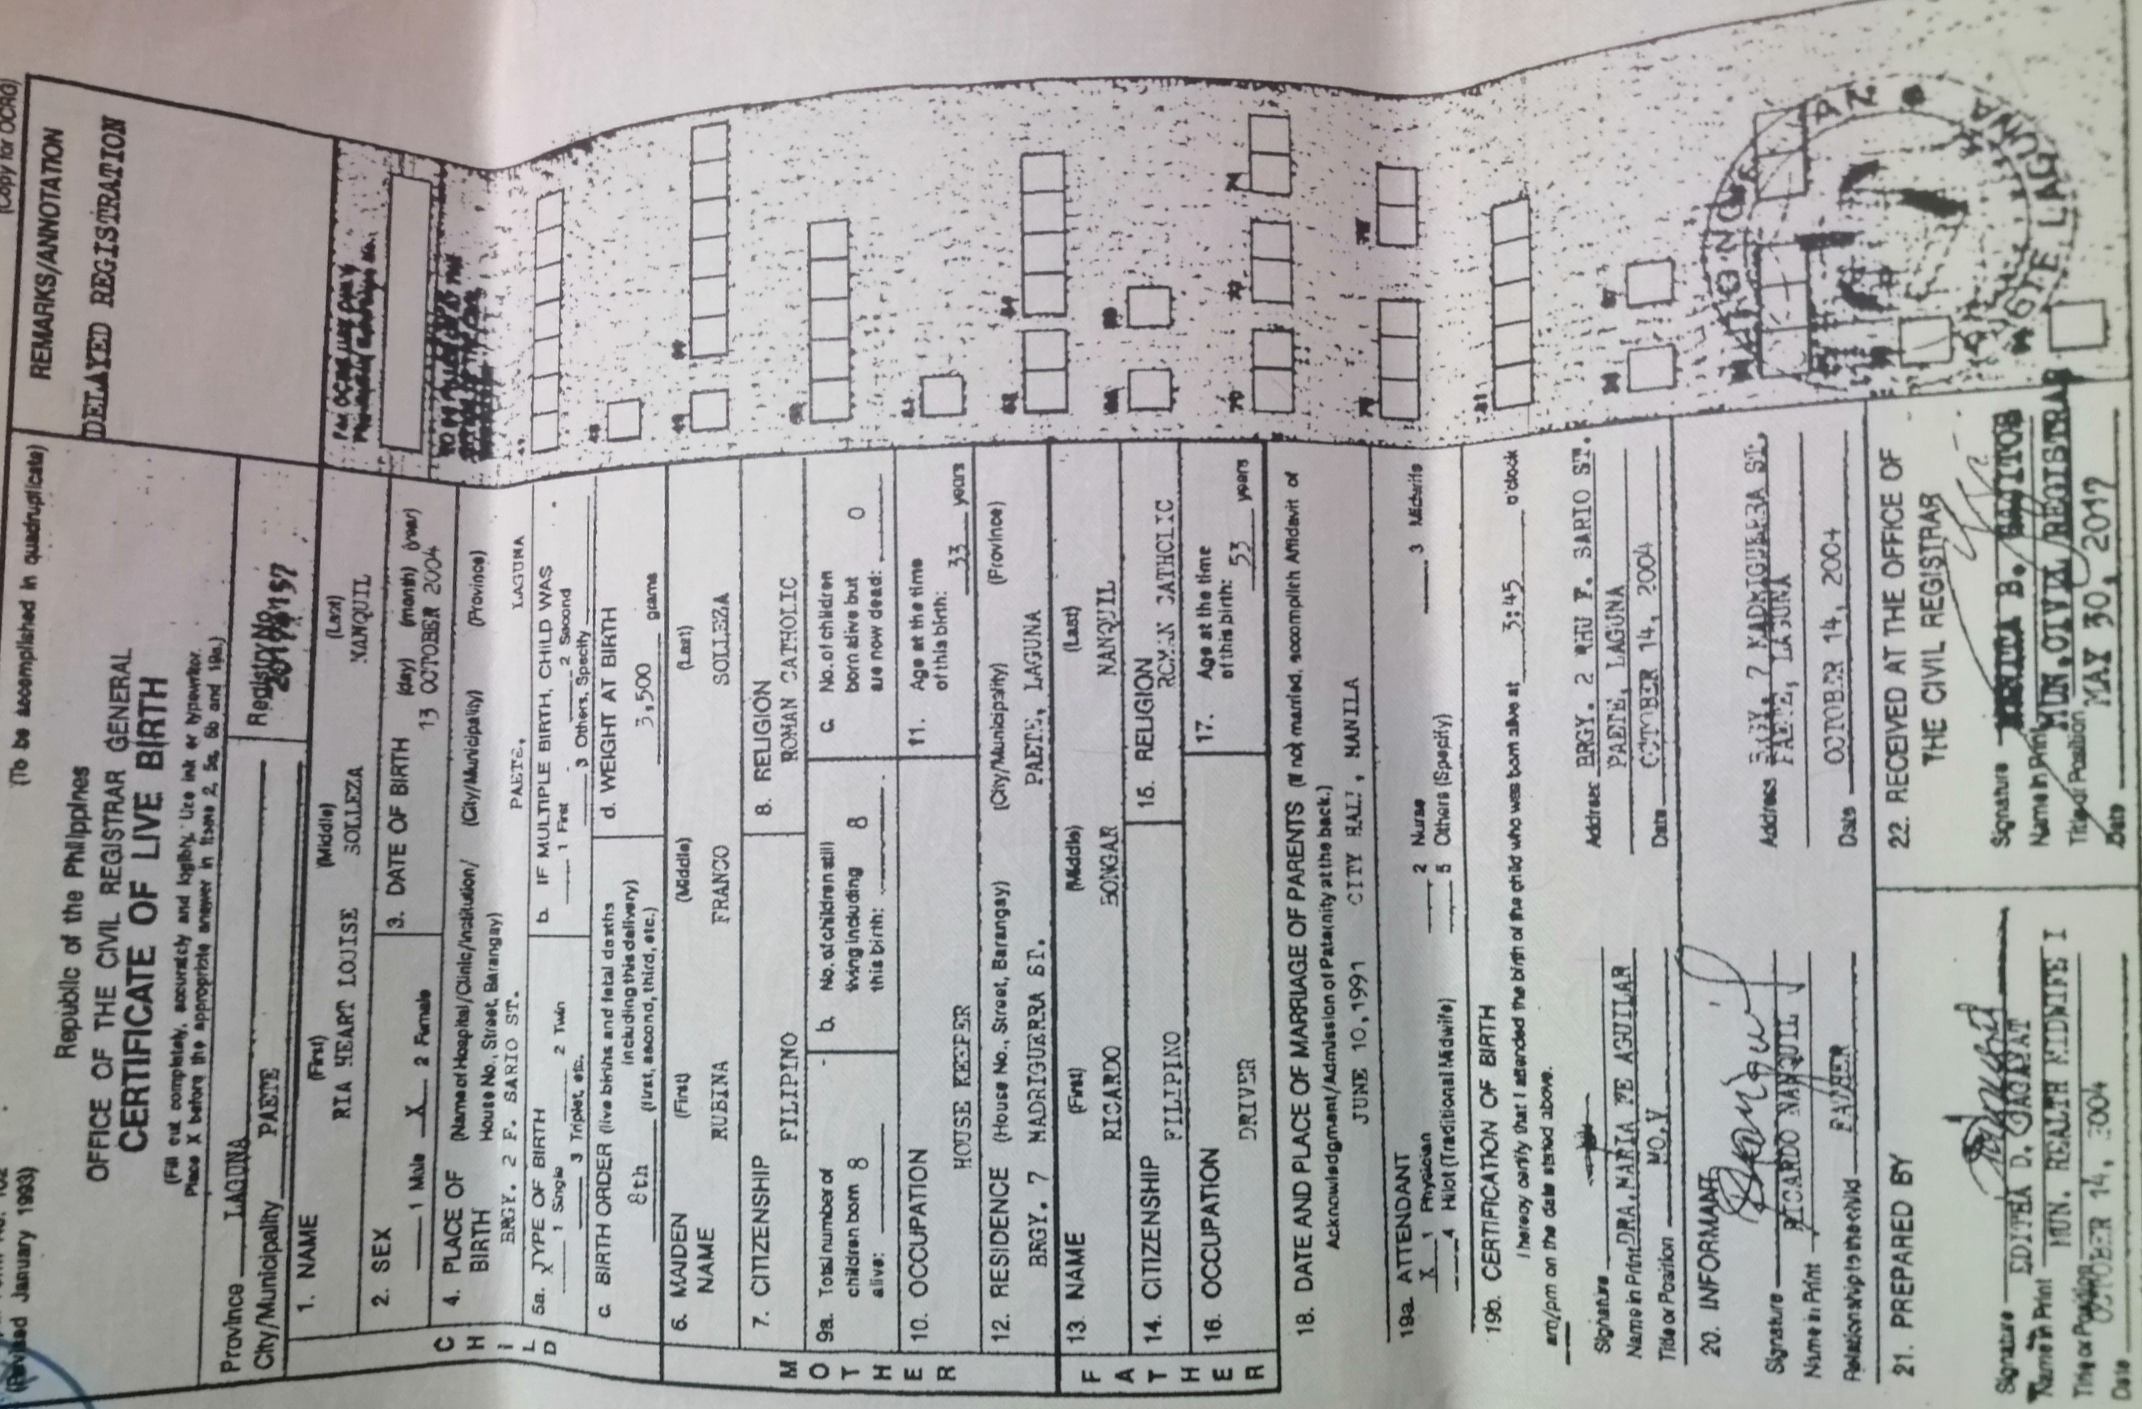 (Copy for OCRG)
(Revised January 1993)
(To be accomplished in quadruplicate)
Republic of the Philippines
OFFICE OF THE CIVIL REGISTRAR GENERAL
CERTIFICATE OF LIVE BIRTH
(Fill out completely, accurately and legibly. Use ink or typewriter.
Place X before the appropriate answer in Items 2, 5a, 5b and 19a.)
REMARKS/ANNOTATION
DELAYED REGISTRATION
Province LAGUNA
City/Municipality PAETE
Registry No.
1. NAME (First) (Middle) (Last)
RIA HEART LOUISE SOLLEZA NANQUIL
2. SEX
1 Male X 2 Female
3. DATE OF BIRTH (day) (month) (year)
13 OCTOBER 2004
4. PLACE OF BIRTH (Name of Hospital/Clinic/Institution/ House No., Street, Barangay) (City/Municipality) (Province)
BRGY. 2 F. SARIO ST. PAETE, LAGUNA
5a. TYPE OF BIRTH
X 1 Single 2 Twin
3 Triplet, etc.
b. IF MULTIPLE BIRTH, CHILD WAS
1 First 2 Second
3 Others, Specify
c. BIRTH ORDER (live births and fetal deaths
including this delivery)
8th (first, second, third, etc.)
d. WEIGHT AT BIRTH
3,500 grams
CHILD
6. MAIDEN NAME (First) (Middle) (Last)
RUBINA FRANCO SOLLEZA
7. CITIZENSHIP
FILIPINO
8. RELIGION
ROMAN CATHOLIC
9a. Total number of
children born
alive: 8
b. No. of children still
living including
this birth: 8
c. No. of children
born alive but
are now dead: 0
10. OCCUPATION
HOUSE KEEPER
11. Age at the time
of this birth: 33 years
12. RESIDENCE (House No., Street, Barangay) (City/Municipality) (Province)
BRGY. 7 MADRIGUERRA ST. PAETE, LAGUNA
MOTHER
13. NAME (First) (Middle) (Last)
RICARDO BONGAR NANQUIL
14. CITIZENSHIP
FILIPINO
15. RELIGION
ROMAN CATHOLIC
16. OCCUPATION
DRIVER
17. Age at the time
of this birth: 53 years
FATHER
18. DATE AND PLACE OF MARRIAGE OF PARENTS (If not married, accomplish Affidavit of
Acknowledgment/Admission of Paternity at the back.)
JUNE 10,1991 CITY HALL, MANILA
19a. ATTENDANT
X 1 Physician 2 Nurse 3 Midwife
4 Hilot (Traditional Midwife) 5 Others (Specify)
19b. CERTIFICATION OF BIRTH
I hereby certify that I attended the birth of the child who was born alive at 3:45 o'clock
am/pm on the date stated above.
Signature
Name in Print DRA.MARIA FE AGUILAR
Title or Position MO.V
Address BRGY. 2 RHU F. SARIO ST.
PAETE, LAGUNA
Date OCTOBER 14, 2004
20. INFORMANT
Signature
Name in Print RICARDO NANQUIL
Relationship to the child FATHER
Address BRGY. 7 MADRIGUERRA ST.
PAETE, LAGUNA
Date OCTOBER 14, 2004
21. PREPARED BY
Signature
Name in Print EDITHA D. CAGAYAT
Title or Position MUN. HEALTH MIDWIFE I
Date OCTOBER 14, 2004
22. RECEIVED AT THE OFFICE OF
THE CIVIL REGISTRAR
Signature
Name in Print
Title or Position MUN.CIVIL REGISTRAR
Date MAY 30, 2017